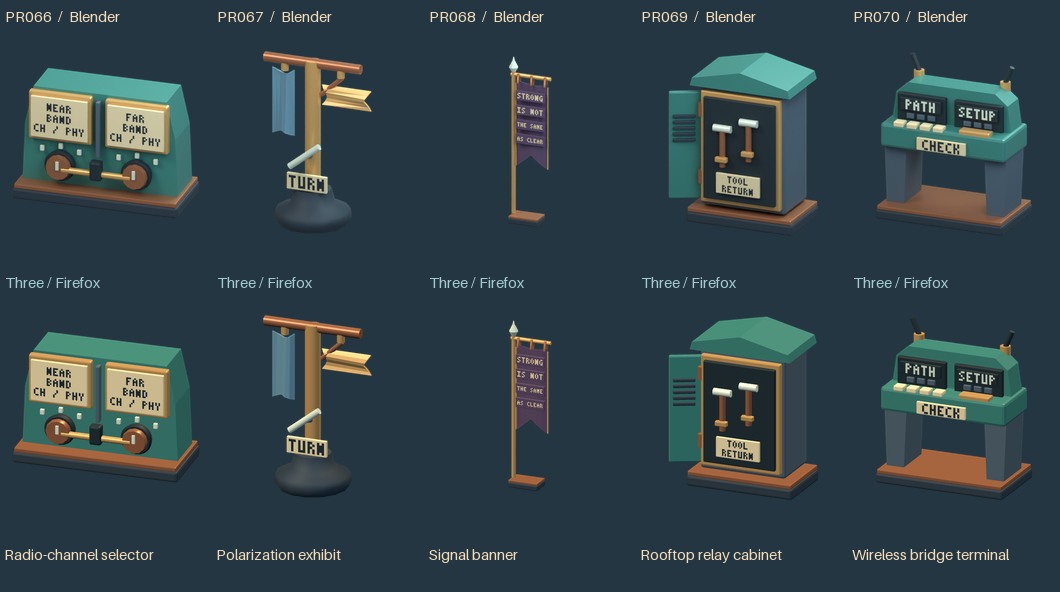 PR066 / Blender
PR067 / Blender
PR068 / Blender
PR069 / Blender
PR070 / Blender
NEAR
BAND
CH / PHY
FAR
BAND
CH / PHY
TURN
STRONG
IS NOT
THE SAME
AS CLEAR
TOOL
RETURN
PATH
SETUP
CHECK
Three / Firefox
Three / Firefox
Three / Firefox
Three / Firefox
Three / Firefox
NEAR
BAND
CH / PHY
FAR
BAND
CH / PHY
TURN
STRONG
IS NOT
THE SAME
AS CLEAR
TOOL
RETURN
PATH
SETUP
CHECK
Radio-channel selector
Polarization exhibit
Signal banner
Rooftop relay cabinet
Wireless bridge terminal